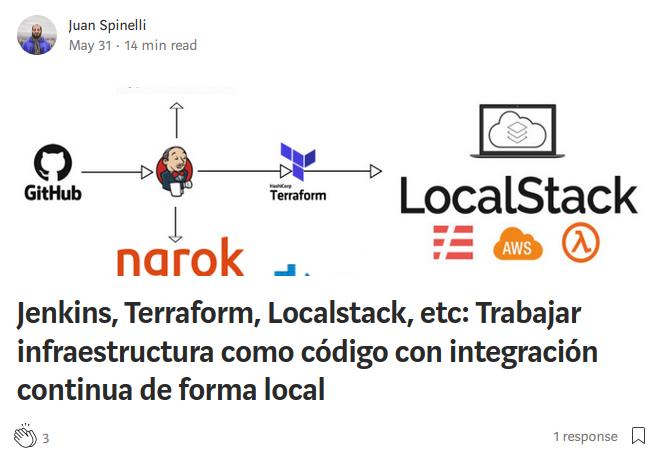 Juan Spinelli
May 31 · 14 min read
GitHub
HashiCorp
Terraform
LocalStack
AWS
narok
Jenkins, Terraform, Localstack, etc: Trabajar
infraestructura como código con integración
continua de forma local
3
1 response